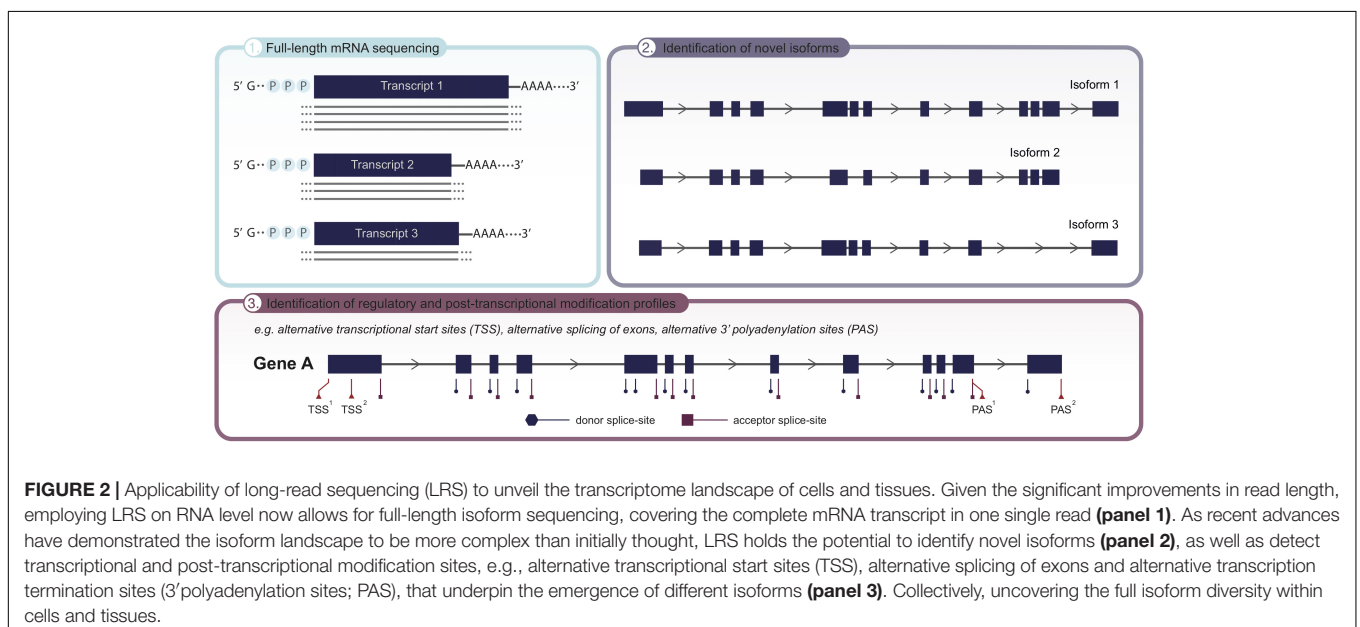 1. Full-length mRNA sequencing
5′ G·· P P P Transcript 1 AAAA····3′
5′ G·· P P P Transcript 2 AAAA····3′
5′ G·· P P P Transcript 3 AAAA····3′
2. Identification of novel isoforms
Isoform 1
Isoform 2
Isoform 3
3. Identification of regulatory and post-transcriptional modification profiles
e.g. alternative transcriptional start sites (TSS), alternative splicing of exons, alternative 3' polyadenylation sites (PAS)
Gene A
TSS¹ TSS² PAS¹ PAS²
donor splice-site acceptor splice-site
FIGURE 2 | Applicability of long-read sequencing (LRS) to unveil the transcriptome landscape of cells and tissues. Given the significant improvements in read length,
employing LRS on RNA level now allows for full-length isoform sequencing, covering the complete mRNA transcript in one single read (panel 1). As recent advances
have demonstrated the isoform landscape to be more complex than initially thought, LRS holds the potential to identify novel isoforms (panel 2), as well as detect
transcriptional and post-transcriptional modification sites, e.g., alternative transcriptional start sites (TSS), alternative splicing of exons and alternative transcription
termination sites (3′polyadenylation sites; PAS), that underpin the emergence of different isoforms (panel 3). Collectively, uncovering the full isoform diversity within
cells and tissues.